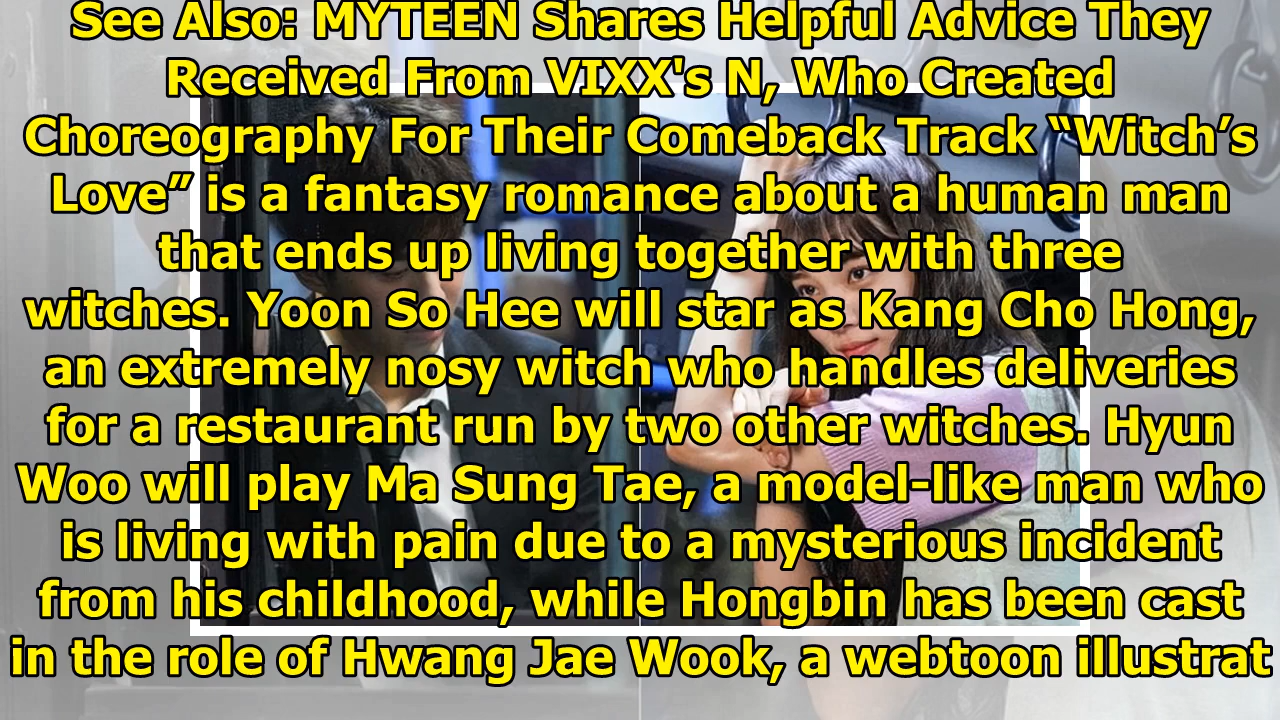 See Also: MYTEEN Shares Helpful Advice They
Received From VIXX's N, Who Created
Choreography For Their Comeback Track “Witch’s
Love” is a fantasy romance about a human man
that ends up living together with three
witches. Yoon So Hee will star as Kang Cho Hong,
an extremely nosy witch who handles deliveries
for a restaurant run by two other witches. Hyun
Woo will play Ma Sung Tae, a model-like man who
is living with pain due to a mysterious incident
from his childhood, while Hongbin has been cast
in the role of Hwang Jae Wook, a webtoon illustrat